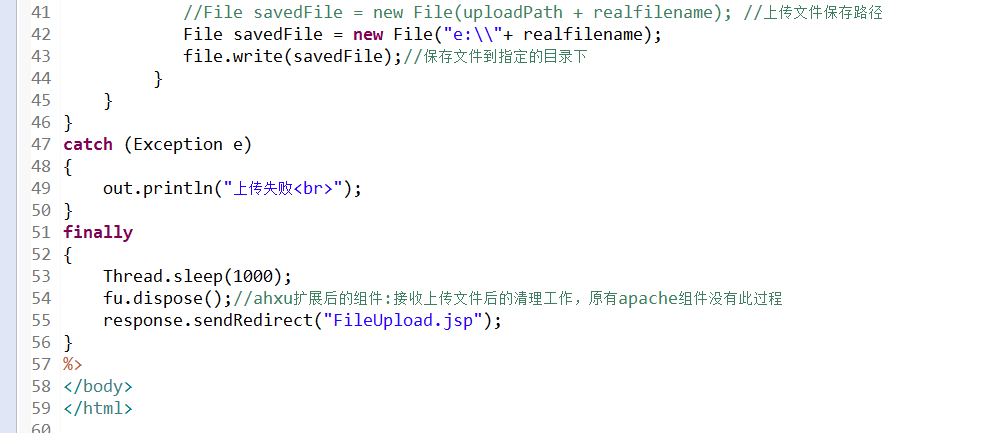 41 //File savedFile = new File(uploadPath + realfilename); //上传文件保存路径
42 File savedFile = new File("e:\\"+ realfilename);
43 file.write(savedFile);//保存文件到指定的目录下
44 }
45 }
46 }
47 catch (Exception e)
48 {
49 out.println("上传失败<br>");
50 }
51 finally
52 {
53 Thread.sleep(1000);
54 fu.dispose();//ahxu扩展后的组件:接收上传文件后的清理工作，原有apache组件没有此过程
55 response.sendRedirect("FileUpload.jsp");
56 }
57 %>
58 </body>
59 </html>
60